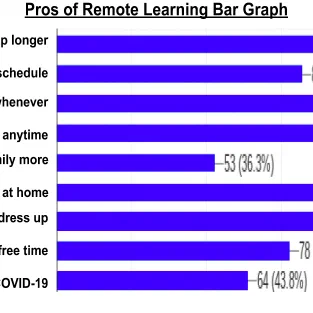 Pros of Remote Learning Bar Graph
p longer
schedule
whenever
anytime
ily more
53 (36.3%)
at home
dress up
free time
78
COVID-19
64 (43.8%)